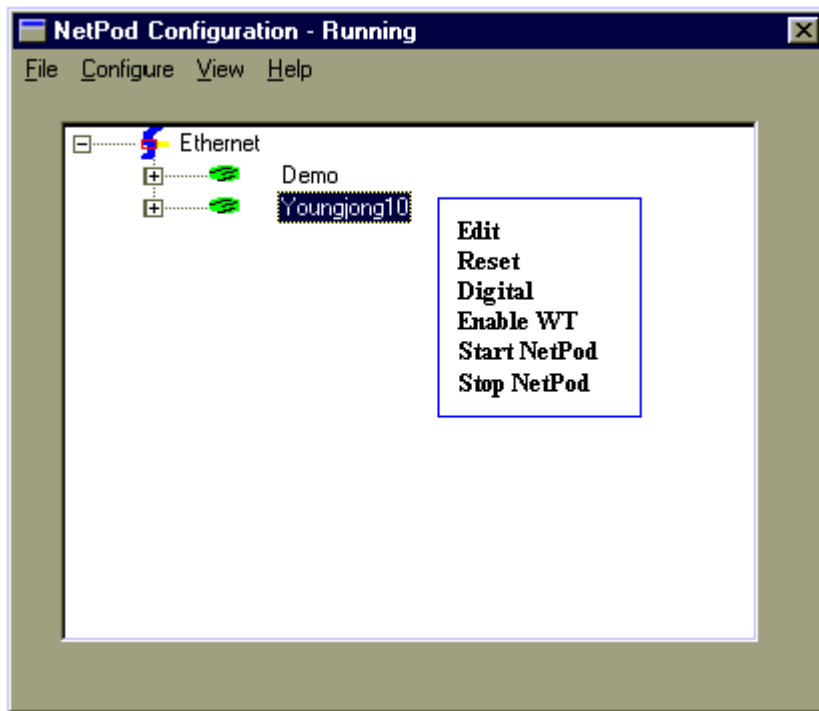 NetPod Configuration - Running
File Configure View Help
Ethernet
Demo
Youngjong10
Edit
Reset
Digital
Enable WT
Start NetPod
Stop NetPod